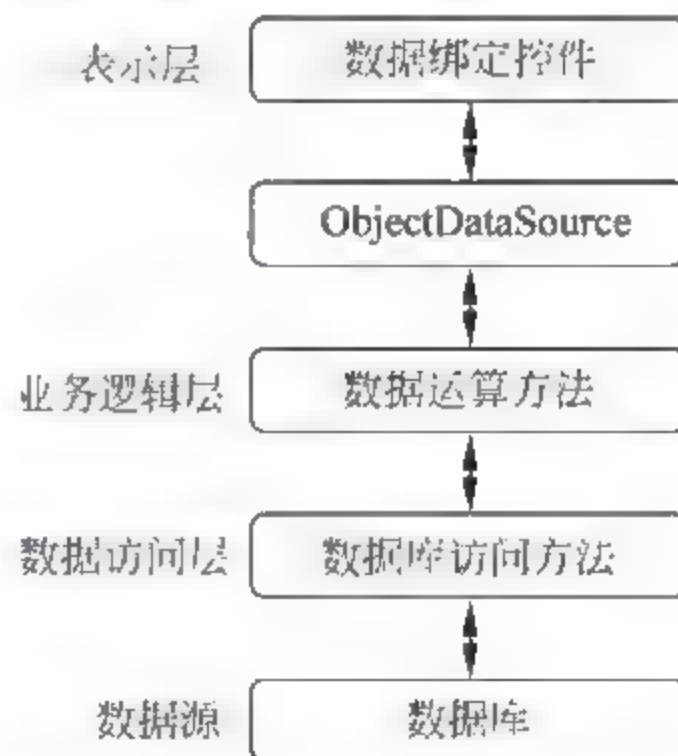 表示层 数据绑定控件
ObjectDataSource
业务逻辑层 数据运算方法
数据访问层 数据库访问方法
数据源 数据库